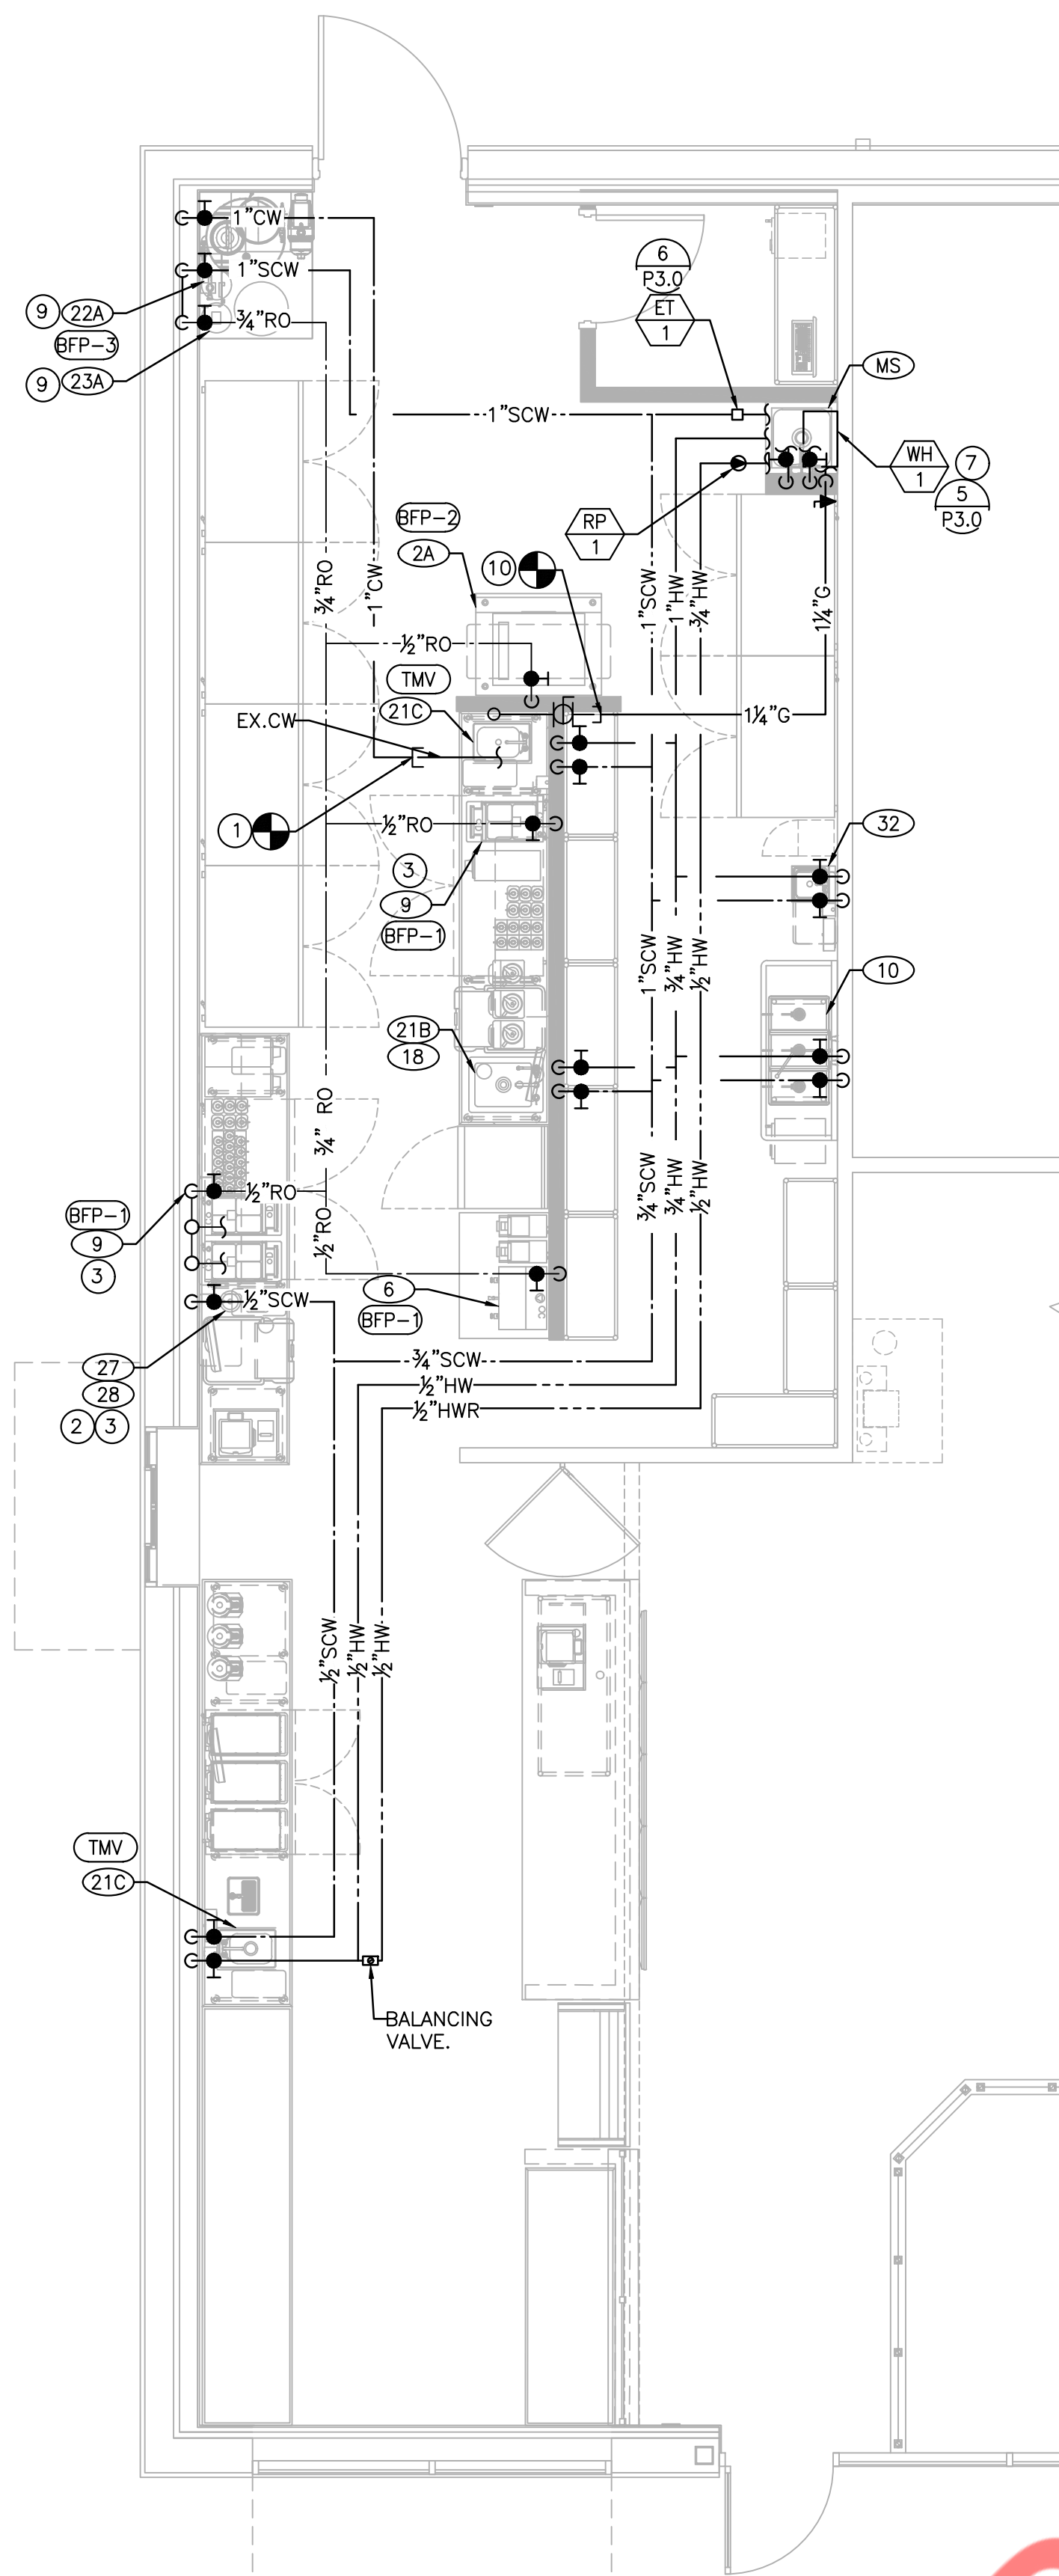 1"CW
1"SCW
3/4"RO
9 22A
BFP-3
9 23A
6
P3.0
ET
1
MS
1"SCW
WH
1
7
5
P3.0
RP
1
BFP-2
2A
10
3/4"RO
1"CW
1"SCW
1"HW
3/4"HW
1 1/4"G
1/2"RO
TMV
21C
EX.CW
1 1/4"G
1
1/2"RO
3
9
BFP-1
32
1"SCW
3/4"HW
1/2"HW
10
21B
18
3/4" RO
1/2"RO
BFP-1
9
3
1/2"RO
3/4"SCW
3/4"HW
1/2"HW
6
BFP-1
1/2"SCW
27
28
2 3
3/4"SCW
1/2"HW
1/2"HWR
1/2"SCW
1/2"HW
1/2"HW
TMV
21C
BALANCING
VALVE.